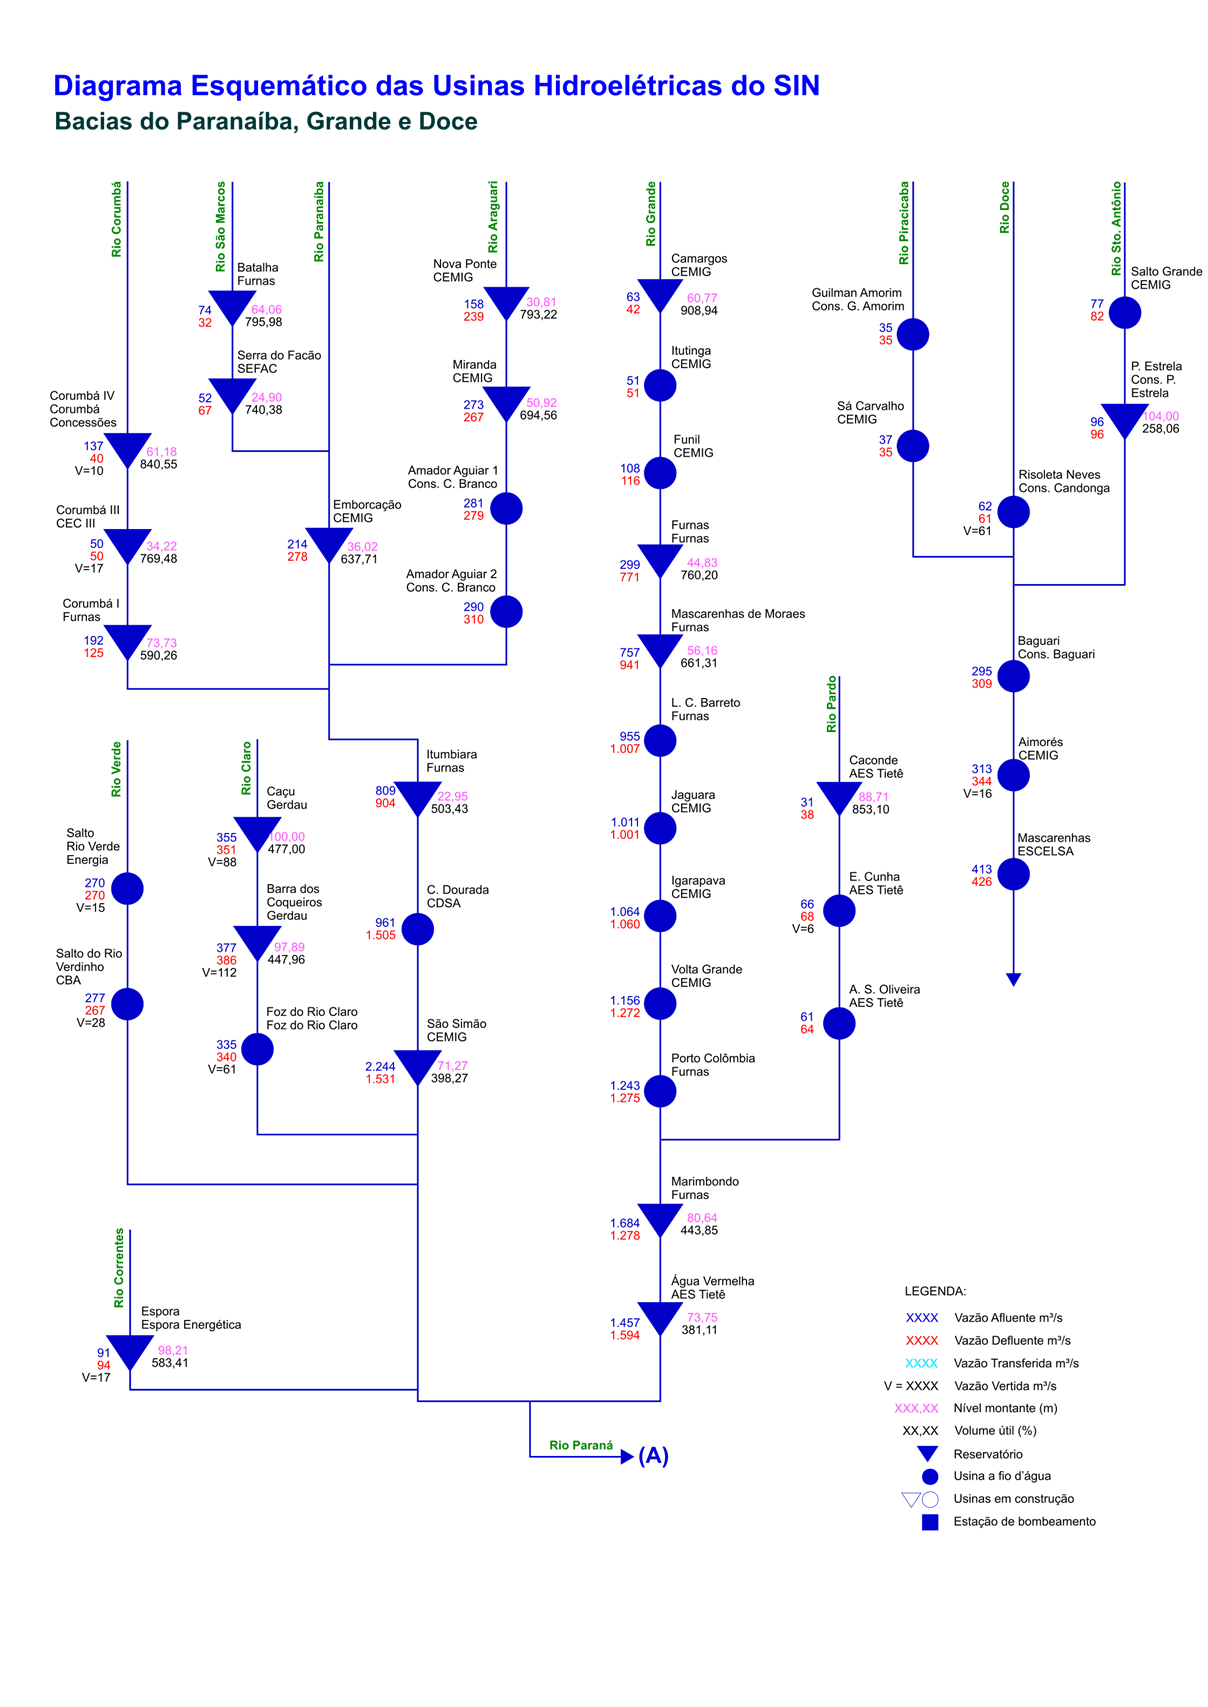 Diagrama Esquemático das Usinas Hidroelétricas do SIN
Bacias do Paranaíba, Grande e Doce
Rio Corumbá
Corumbá IV
Corumbá
Concessões
137
40
V=10
61,18
840,55
Corumbá III
CEC III
50
50
V=17
34,22
769,48
Corumbá I
Furnas
192
125
73,73
590,26
Rio São Marcos
Batalha
Furnas
74
32
64,06
795,98
Serra do Facão
SEFAC
52
67
24,90
740,38
Rio Paranaíba
Emborcação
CEMIG
214
278
36,02
637,71
Rio Araguari
Nova Ponte
CEMIG
158
239
30,81
793,22
Miranda
CEMIG
273
267
50,92
694,56
Amador Aguiar 1
Cons. C. Branco
281
279
Amador Aguiar 2
Cons. C. Branco
290
310
Itumbiara
Furnas
809
904
22,95
503,43
C. Dourada
CDSA
961
1.505
São Simão
CEMIG
2.244
1.531
71,27
398,27
Rio Verde
Salto
Rio Verde
Energia
270
270
V=15
Salto do Rio
Verdinho
CBA
277
267
V=28
Rio Claro
Caçu
Gerdau
355
351
V=88
100,00
477,00
Barra dos
Coqueiros
Gerdau
377
386
V=112
97,89
447,96
Foz do Rio Claro
Foz do Rio Claro
335
340
V=61
Rio Correntes
Espora
Espora Energética
91
94
V=17
98,21
583,41
Rio Grande
Camargos
CEMIG
63
42
60,77
908,94
Itutinga
CEMIG
51
51
Funil
CEMIG
108
116
Furnas
Furnas
299
771
44,83
760,20
Mascarenhas de Moraes
Furnas
757
941
56,16
661,31
L. C. Barreto
Furnas
955
1.007
Jaguara
CEMIG
1.011
1.001
Igarapava
CEMIG
1.064
1.060
Volta Grande
CEMIG
1.156
1.272
Porto Colômbia
Furnas
1.243
1.275
Rio Pardo
Caconde
AES Tietê
31
38
88,71
853,10
E. Cunha
AES Tietê
66
68
V=6
A. S. Oliveira
AES Tietê
61
64
Marimbondo
Furnas
1.684
1.278
80,64
443,85
Água Vermelha
AES Tietê
1.457
1.594
73,75
381,11
Rio Paraná
(A)
Rio Piracicaba
Guilman Amorim
Cons. G. Amorim
35
35
Sá Carvalho
CEMIG
37
35
Rio Doce
Risoleta Neves
Cons. Candonga
62
61
V=61
Rio Sto. Antônio
Salto Grande
CEMIG
77
82
P. Estrela
Cons. P.
Estrela
96
96
104,00
258,06
Baguari
Cons. Baguari
295
309
Aimorés
CEMIG
313
344
V=16
Mascarenhas
ESCELSA
413
426
LEGENDA:
XXXX Vazão Afluente m³/s
XXXX Vazão Defluente m³/s
XXXX Vazão Transferida m³/s
V = XXXX Vazão Vertida m³/s
XXX,XX Nível montante (m)
XX,XX Volume útil (%)
Reservatório
Usina a fio d'água
Usinas em construção
Estação de bombeamento